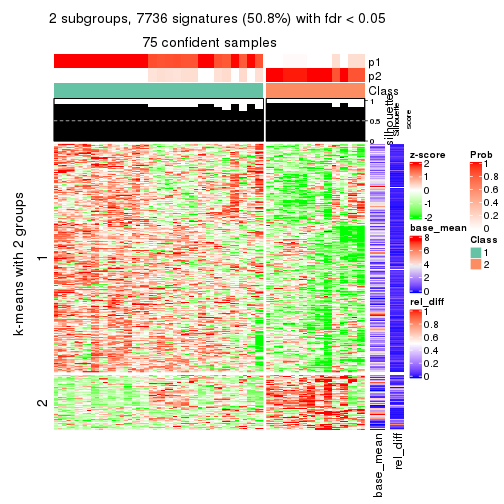 2 subgroups, 7736 signatures (50.8%) with fdr < 0.05
75 confident samples
p1
p2
Class
silhouette
Silhouette
score
1
0.5
0
k-means with 2 groups
1
2
base_mean
rel_diff
z-score
2
1
0
-1
-2
base_mean
8
6
4
2
0
rel_diff
1
0.8
0.6
0.4
0.2
0
Prob
1
0.8
0.6
0.4
0.2
0
Class
1
2